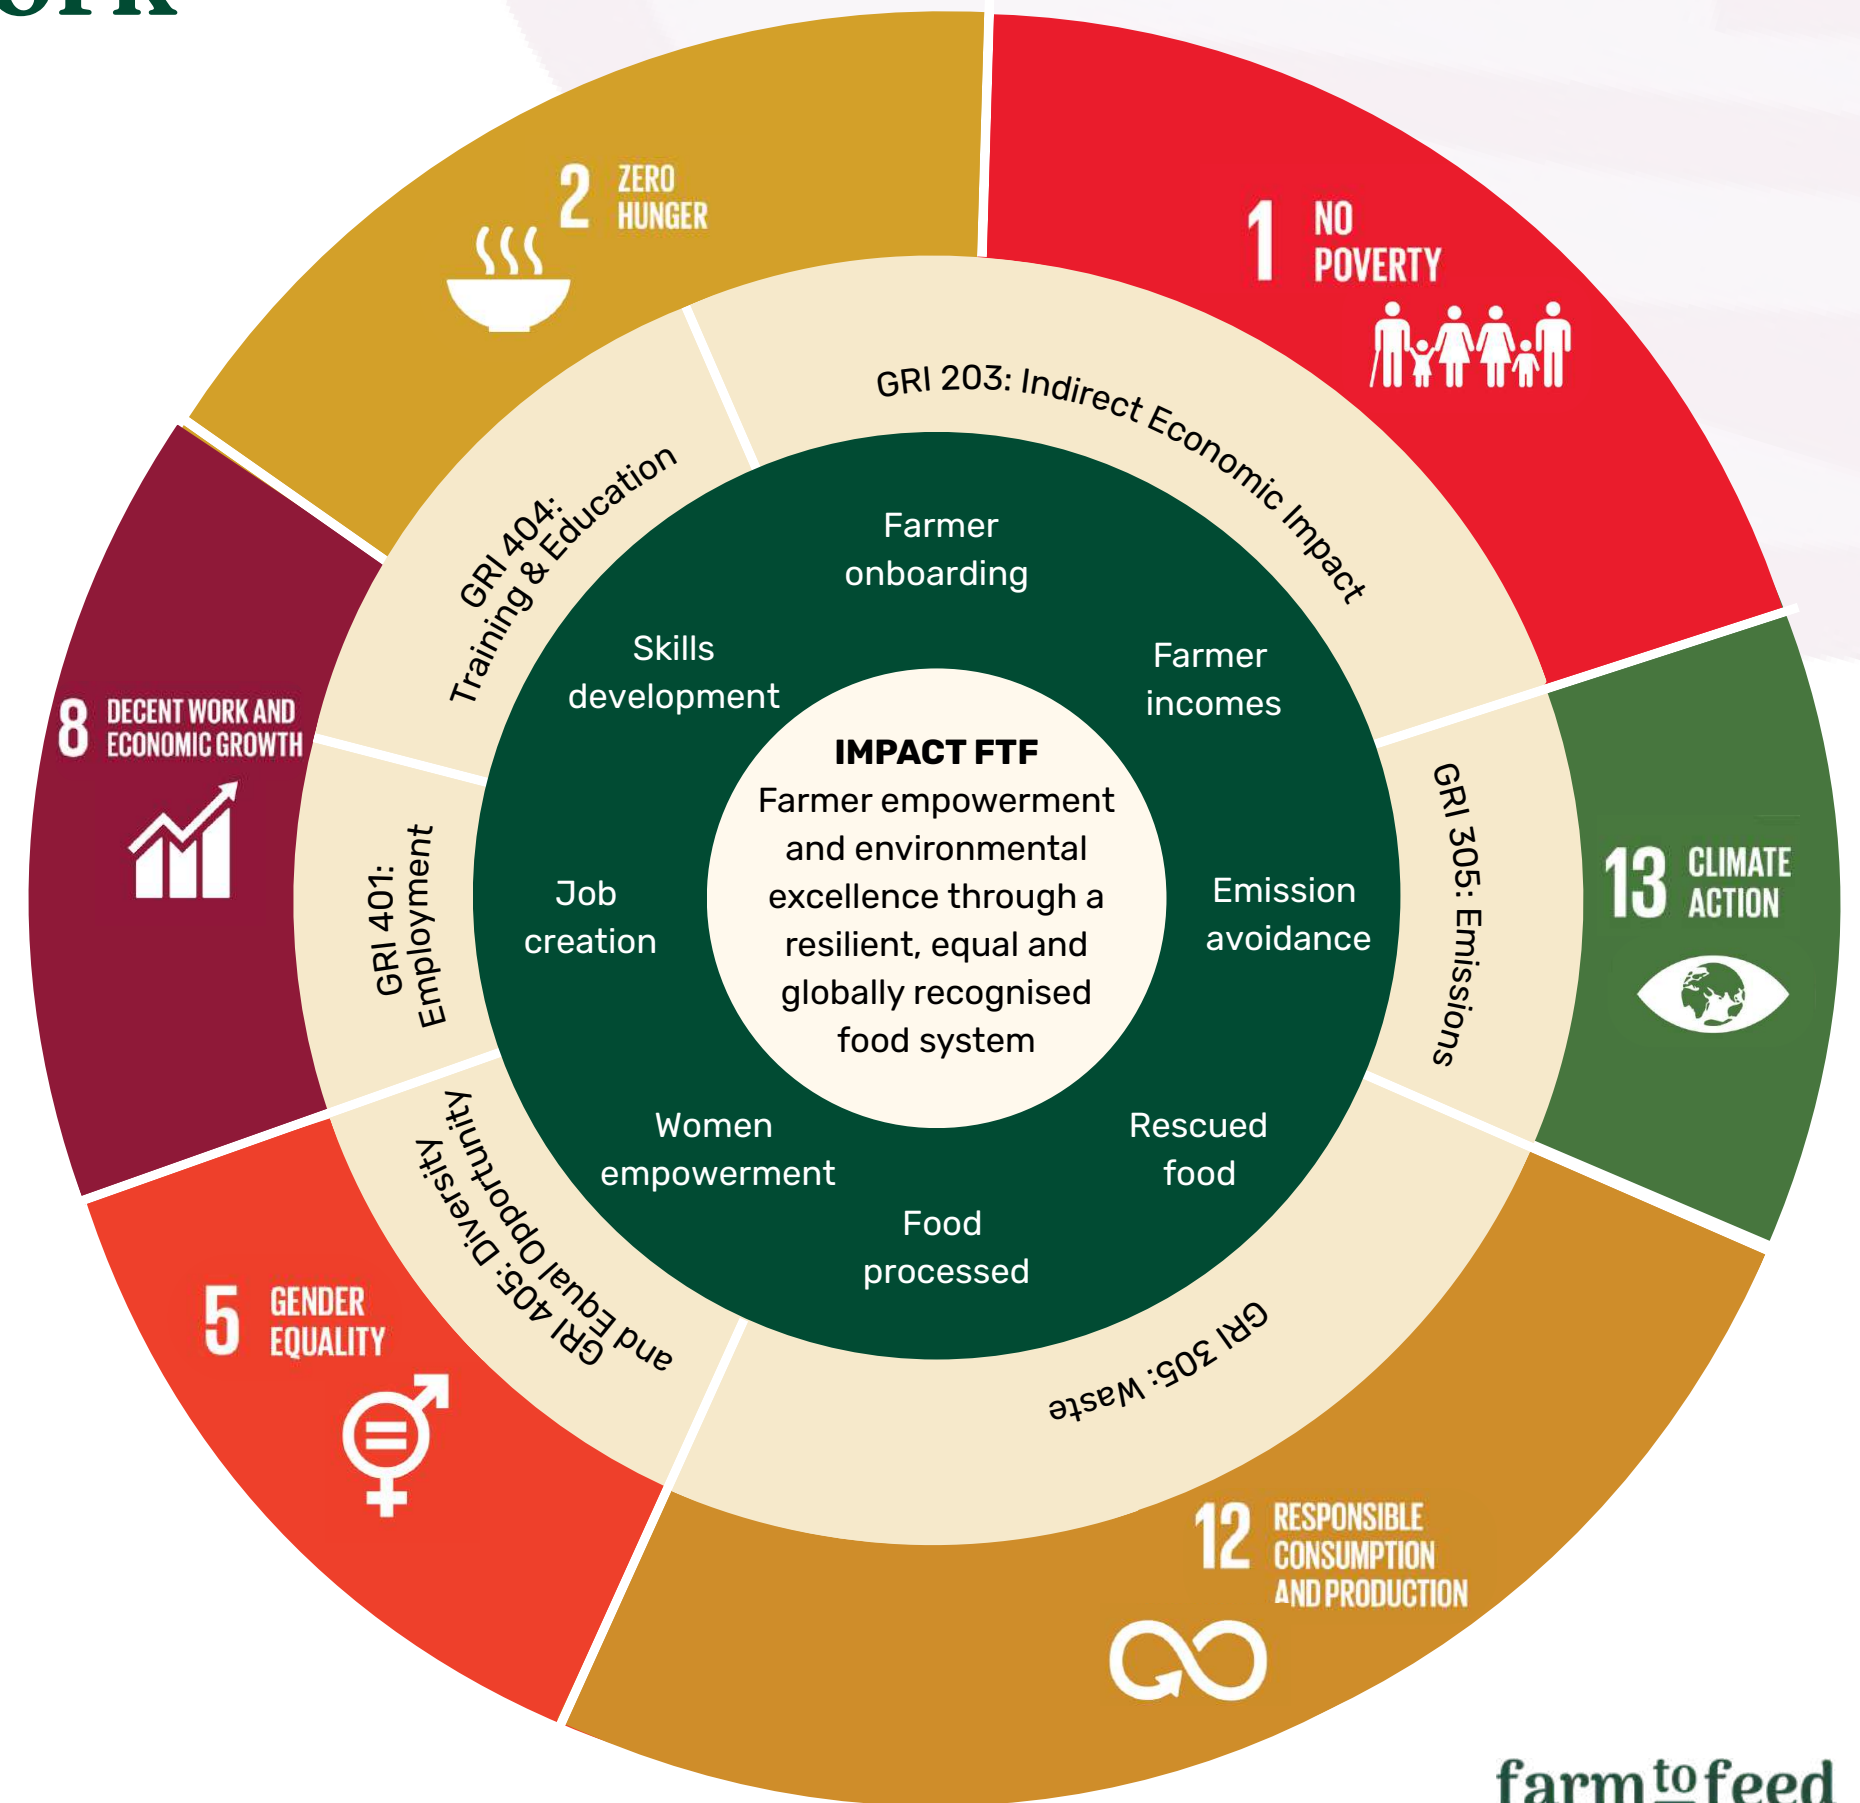 2 ZERO
HUNGER
1 NO
POVERTY
GRI 203: Indirect Economic Impact
GRI 404:
Training & Education
Farmer
onboarding
Skills
development
Farmer
incomes
8 DECENT WORK AND
ECONOMIC GROWTH
IMPACT FTF
Farmer empowerment
and environmental
excellence through a
resilient, equal and
globally recognised
food system
GRI 305: Emissions
13 CLIMATE
ACTION
GRI 401:
Employment
Job
creation
Emission
avoidance
Women
empowerment
Rescued
food
Food
processed
GRI 405: Diversity
and Equal Opportunity
GRI 305: Waste
5 GENDER
EQUALITY
12 RESPONSIBLE
CONSUMPTION
AND PRODUCTION
farm to feed